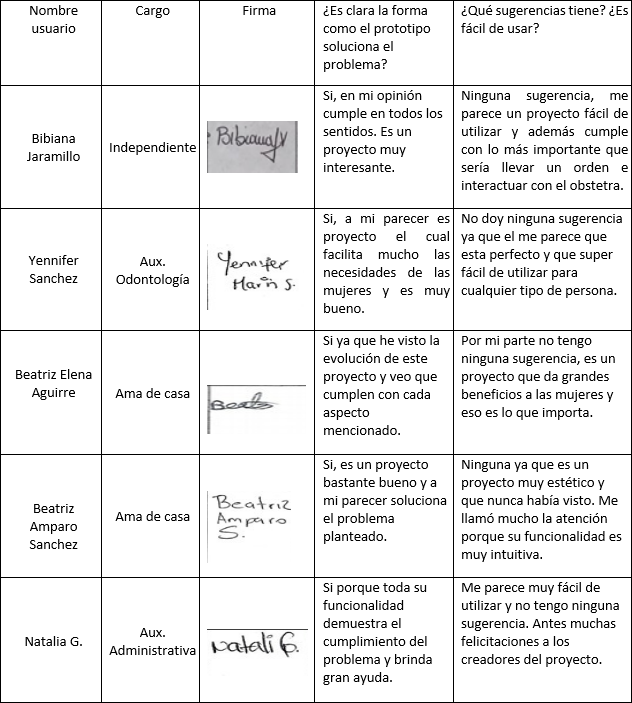 Nombre
usuario
Cargo
Firma
¿Es clara la forma
como el prototipo
soluciona el
problema?
¿Qué sugerencias tiene? ¿Es
fácil de usar?
Bibiana
Jaramillo
Independiente
BibianaJV
Si, en mi opinión
cumple en todos los
sentidos. Es un
proyecto muy
interesante.
Ninguna sugerencia, me
parece un proyecto fácil de
utilizar y además cumple
con lo más importante que
sería llevar un orden e
interactuar con el obstetra.
Yennifer
Sanchez
Aux.
Odontología
Yennifer
Marin S.
Si, a mi parecer es
proyecto el cual
facilita mucho las
necesidades de las
mujeres y es muy
bueno.
No doy ninguna sugerencia
ya que el me parece que
esta perfecto y que super
fácil de utilizar para
cualquier tipo de persona.
Beatriz Elena
Aguirre
Ama de casa
Si ya que he visto la
evolución de este
proyecto y veo que
cumplen con cada
aspecto
mencionado.
Por mi parte no tengo
ninguna sugerencia, es un
proyecto que da grandes
beneficios a las mujeres y
eso es lo que importa.
Beatriz
Amparo
Sanchez
Ama de casa
Beatriz
Amparo
S.
Si, es un proyecto
bastante bueno y a
mi parecer soluciona
el problema
planteado.
Ninguna ya que es un
proyecto muy estético y
que nunca había visto. Me
llamó mucho la atención
porque su funcionalidad es
muy intuitiva.
Natalia G.
Aux.
Administrativa
Natali G.
Si porque toda su
funcionalidad
demuestra el
cumplimiento del
problema y brinda
gran ayuda.
Me parece muy fácil de
utilizar y no tengo ninguna
sugerencia. Antes muchas
felicitaciones a los
creadores del proyecto.